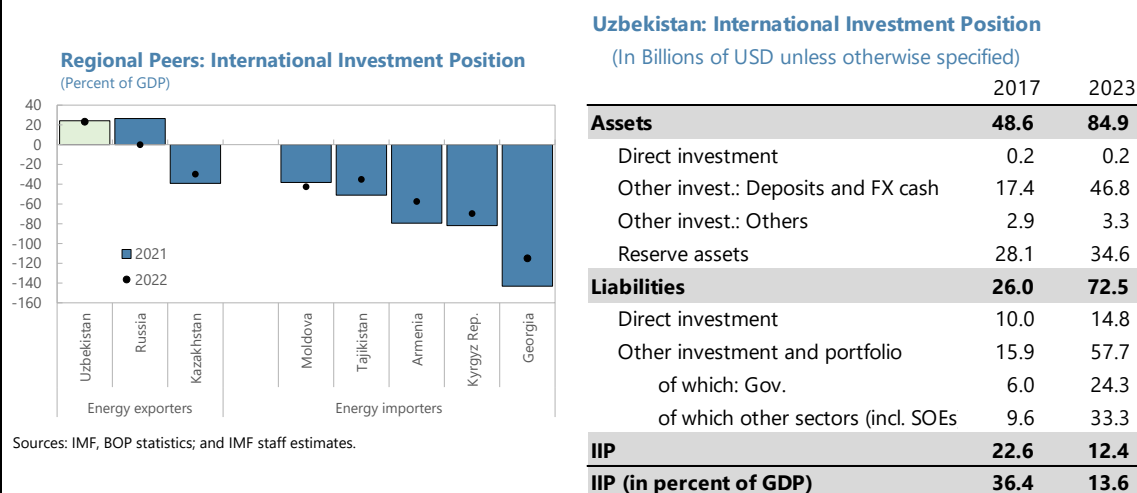 Regional Peers: International Investment Position
(Percent of GDP)
40
20
0
-20
-40
-60
-80
-100
-120
-140
-160
2021
2022
Uzbekistan
Russia
Kazakhstan
Moldova
Tajikistan
Armenia
Kyrgyz Rep.
Georgia
Energy exporters
Energy importers
Sources: IMF, BOP statistics; and IMF staff estimates.
Uzbekistan: International Investment Position
(In Billions of USD unless otherwise specified)
2017 2023
Assets 48.6 84.9
Direct investment 0.2 0.2
Other invest.: Deposits and FX cash 17.4 46.8
Other invest.: Others 2.9 3.3
Reserve assets 28.1 34.6
Liabilities 26.0 72.5
Direct investment 10.0 14.8
Other investment and portfolio 15.9 57.7
of which: Gov. 6.0 24.3
of which other sectors (incl. SOEs 9.6 33.3
IIP 22.6 12.4
IIP (in percent of GDP) 36.4 13.6